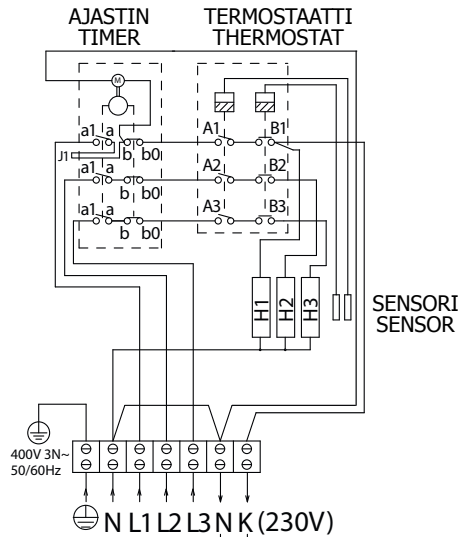 AJASTIN
TIMER
TERMOSTAATTI
THERMOSTAT
M
a1 a
A1
B1
J1
b b0
a1 a
A2
B2
b b0
a1 a
A3
B3
b b0
H1
H2
H3
SENSORI
SENSOR
400V 3N~
50/60Hz
N L1 L2 L3 N K (230V)